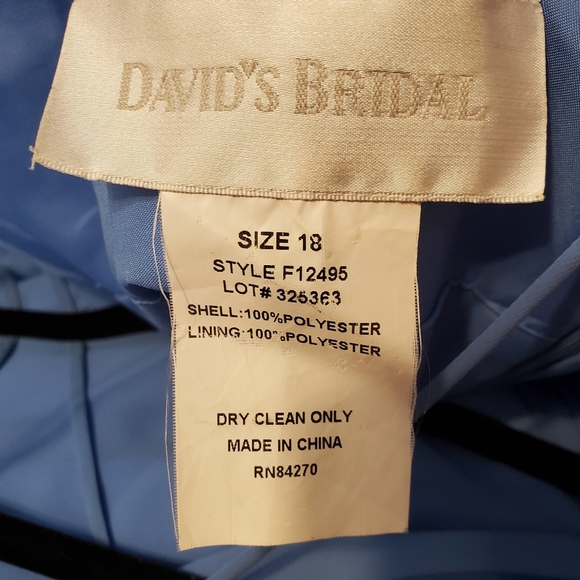 DAVID'S BRIDAL
SIZE 18
STYLE F12495
LOT# 325363
SHELL:100%POLYESTER
LINING:100%POLYESTER
DRY CLEAN ONLY
MADE IN CHINA
RN84270